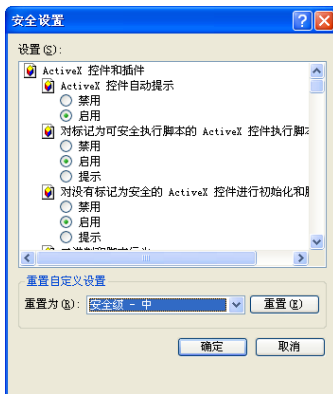 安全设置
设置(S):
ActiveX 控件和插件
ActiveX 控件自动提示
禁用
启用
对标记为可安全执行脚本的 ActiveX 控件执行脚本
禁用
启用
提示
对没有标记为安全的 ActiveX 控件进行初始化和脚
禁用
启用
提示
重置自定义设置
重置为(R): 安全级 - 中 重置(E)
确定 取消